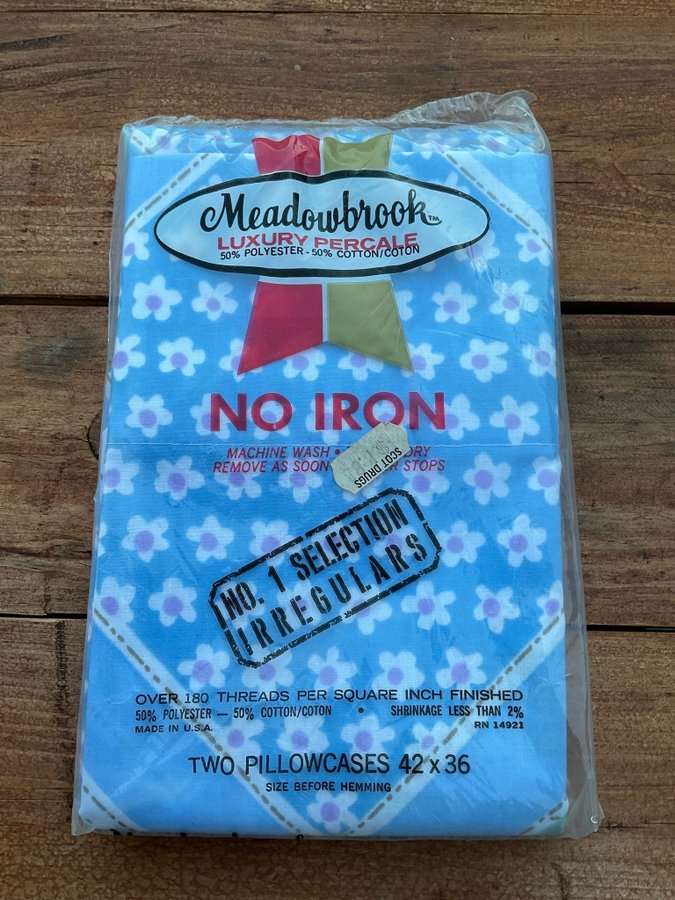 Meadowbrook™
LUXURY PERCALE
50% POLYESTER - 50% COTTON/COTON
NO IRON
MACHINE WASH • DRY
REMOVE AS SOON R STOPS
SCOT DRUGS
NO. 1 SELECTION
IRREGULARS
OVER 180 THREADS PER SQUARE INCH FINISHED
50% POLYESTER — 50% COTTON/COTON • SHRINKAGE LESS THAN 2%
MADE IN U.S.A. RN 14921
TWO PILLOWCASES 42 x 36
SIZE BEFORE HEMMING